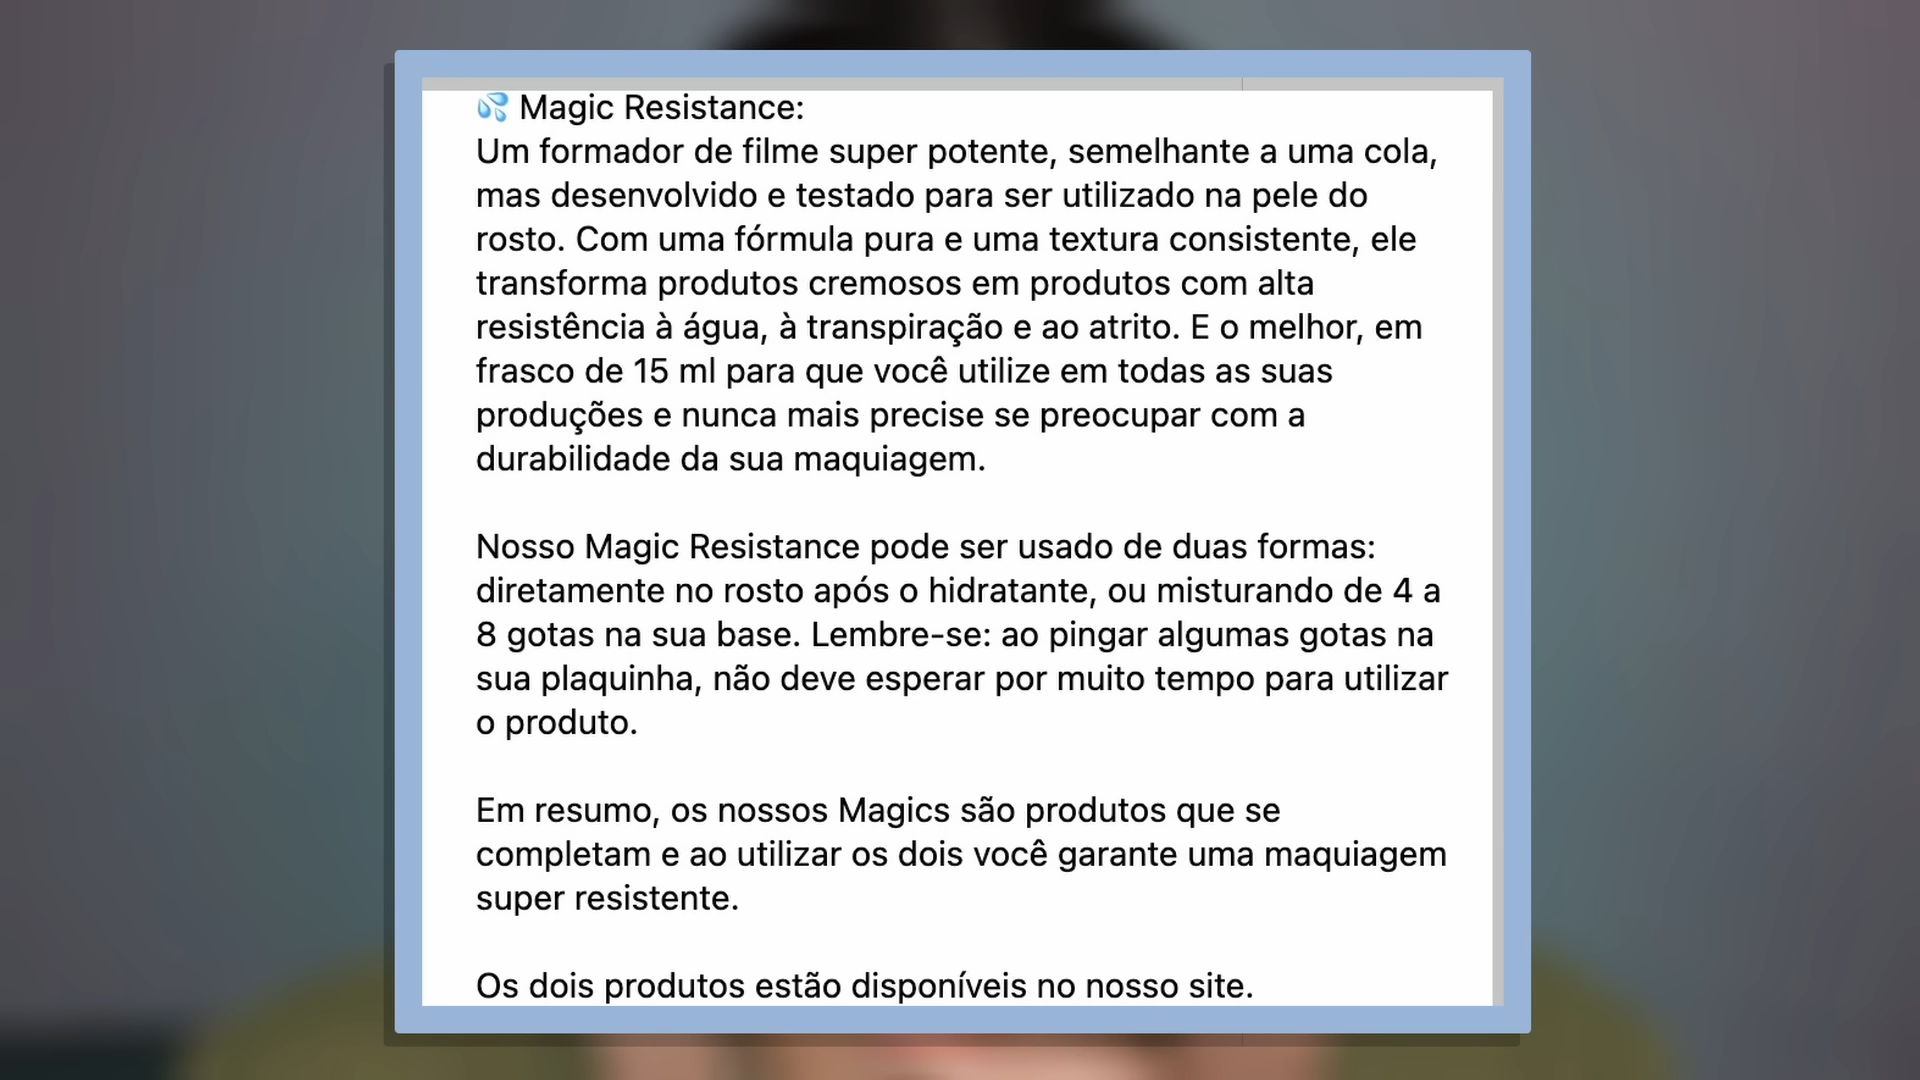 💦 Magic Resistance:
Um formador de filme super potente, semelhante a uma cola,
mas desenvolvido e testado para ser utilizado na pele do
rosto. Com uma fórmula pura e uma textura consistente, ele
transforma produtos cremosos em produtos com alta
resistência à água, à transpiração e ao atrito. E o melhor, em
frasco de 15 ml para que você utilize em todas as suas
produções e nunca mais precise se preocupar com a
durabilidade da sua maquiagem.
Nosso Magic Resistance pode ser usado de duas formas:
diretamente no rosto após o hidratante, ou misturando de 4 a
8 gotas na sua base. Lembre-se: ao pingar algumas gotas na
sua plaquinha, não deve esperar por muito tempo para utilizar
o produto.
Em resumo, os nossos Magics são produtos que se
completam e ao utilizar os dois você garante uma maquiagem
super resistente.
Os dois produtos estão disponíveis no nosso site.